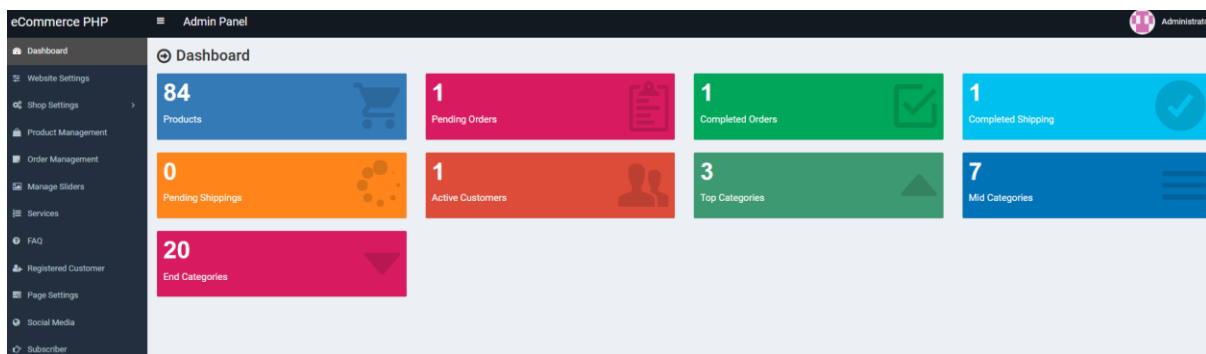 eCommerce PHP
Admin Panel
Administrato
Dashboard
Website Settings
Shop Settings
Product Management
Order Management
Manage Sliders
Services
FAQ
Registered Customer
Page Settings
Social Media
Subscriber
Dashboard
84
Products
1
Pending Orders
1
Completed Orders
1
Completed Shipping
0
Pending Shippings
1
Active Customers
3
Top Categories
7
Mid Categories
20
End Categories